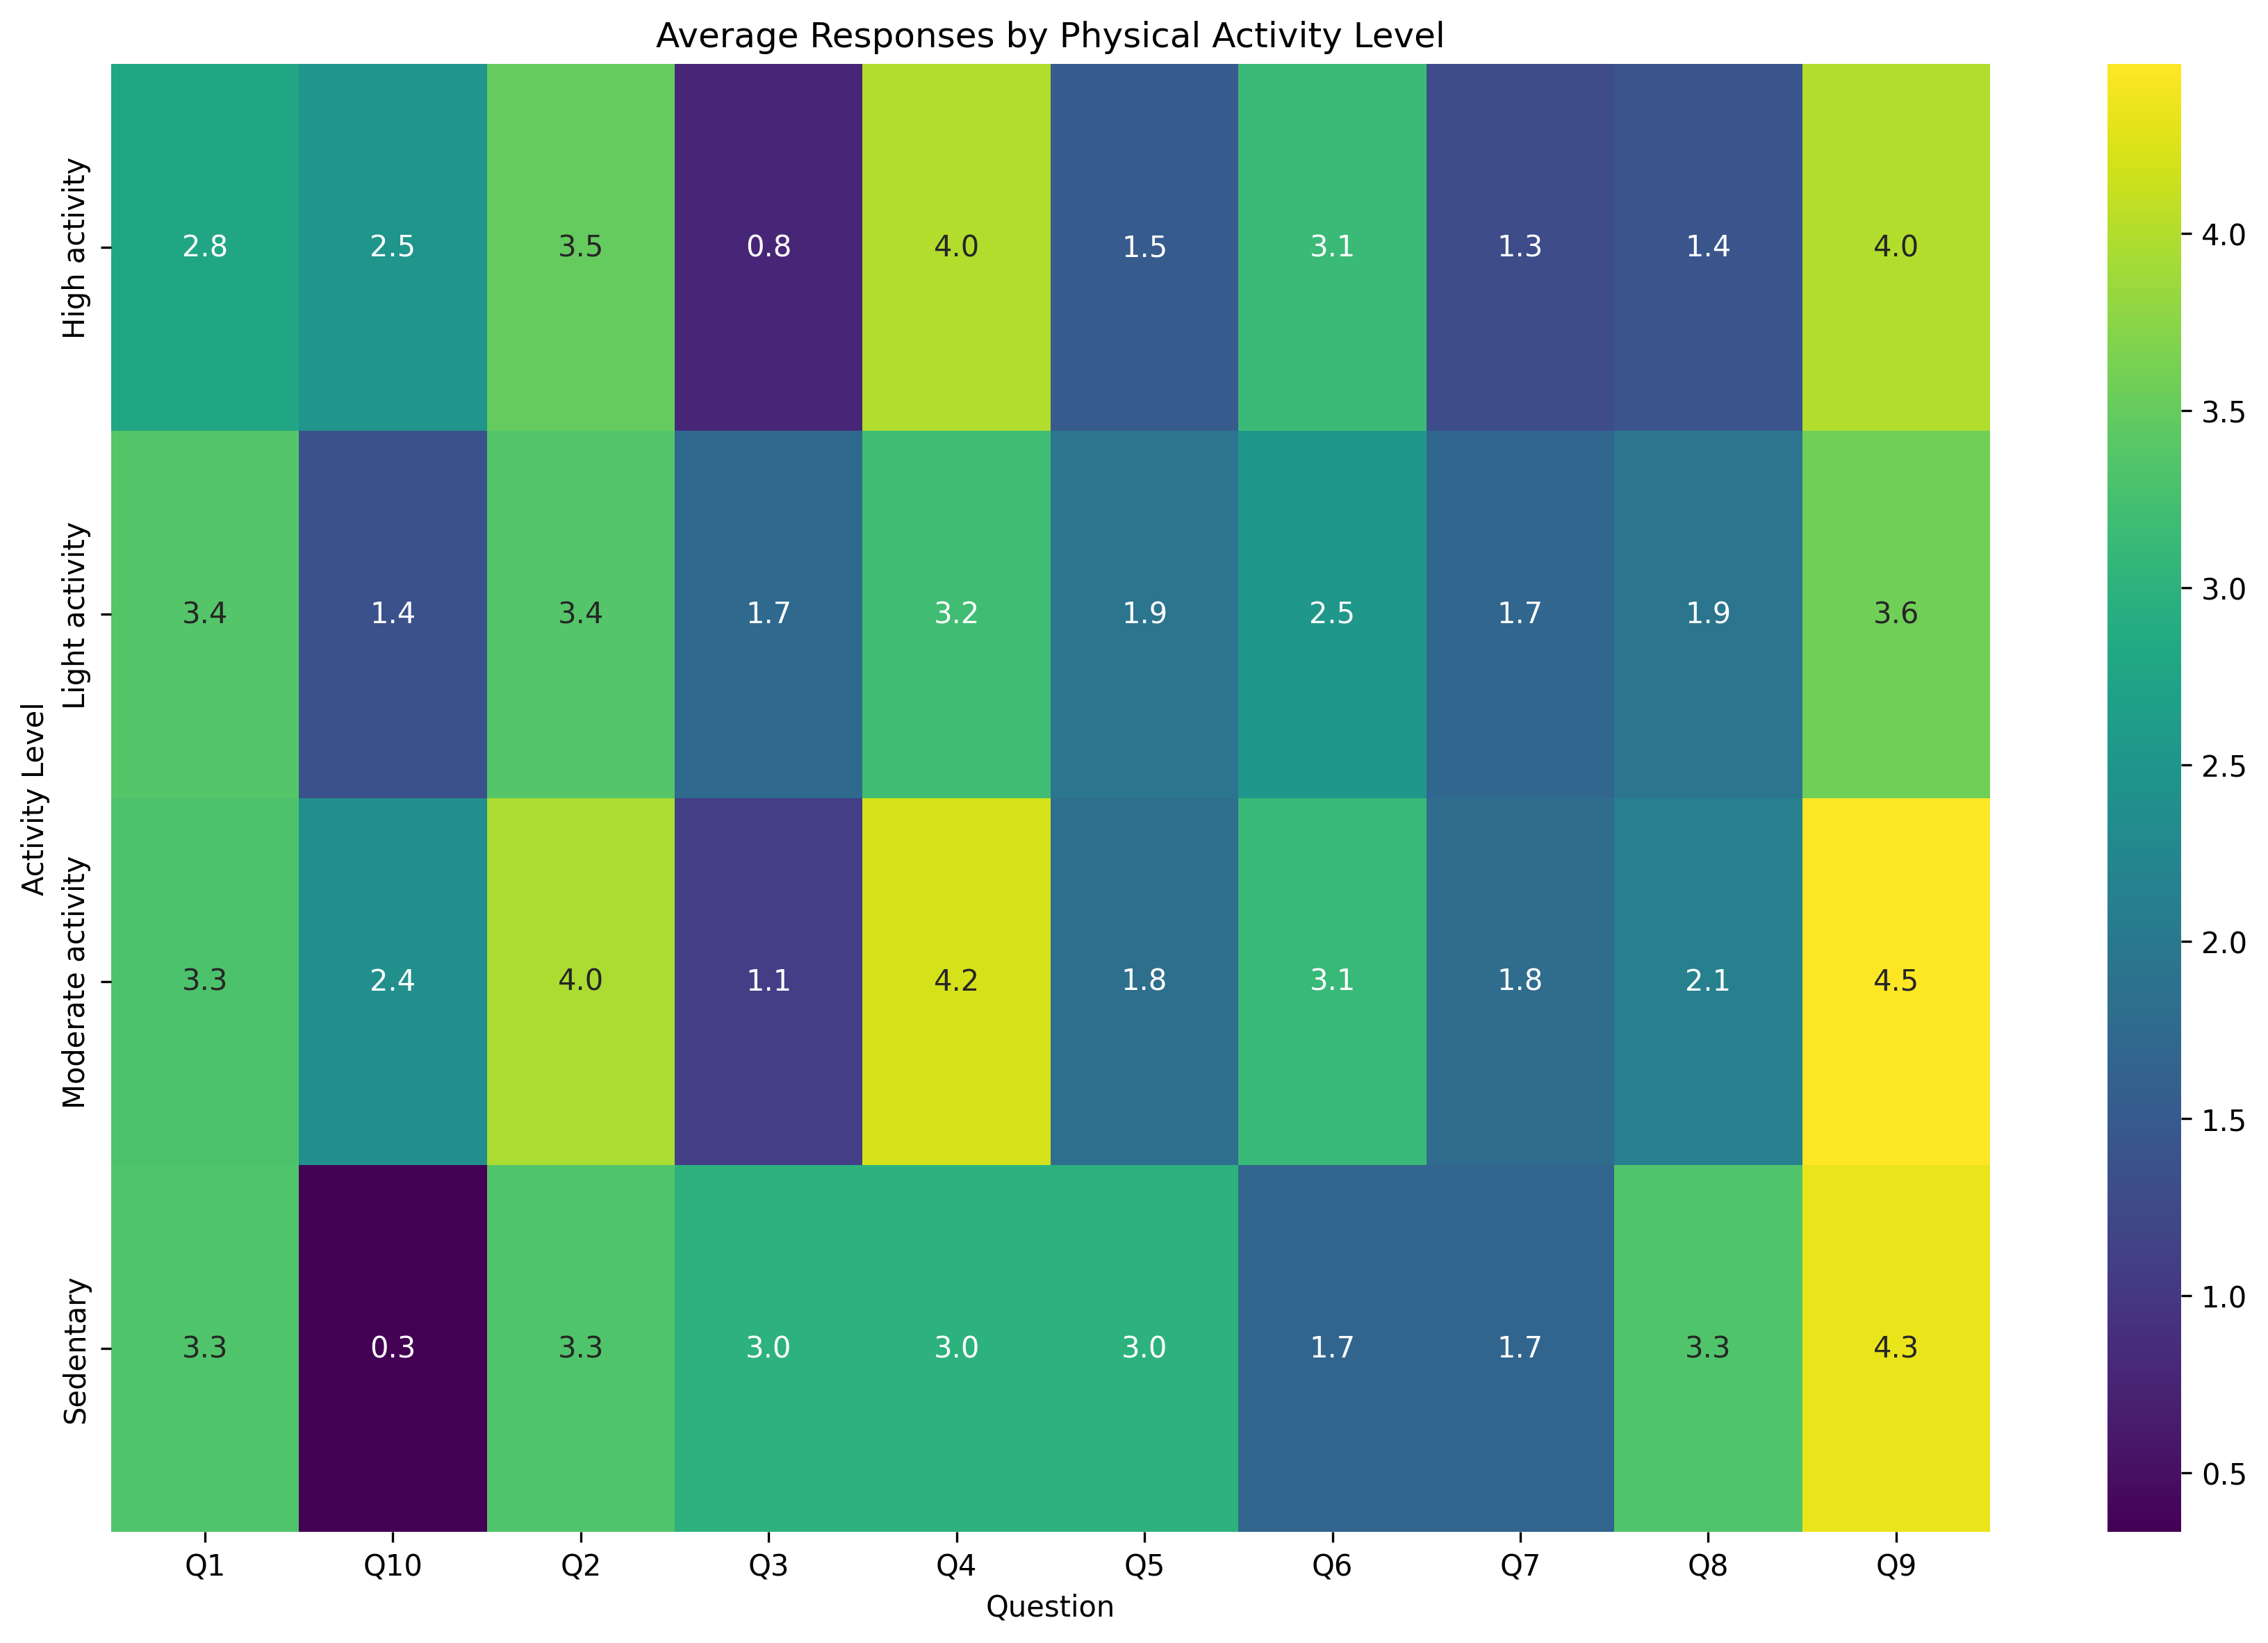 Average Responses by Physical Activity Level
Activity Level
High activity
2.8 2.5 3.5 0.8 4.0 1.5 3.1 1.3 1.4 4.0
Light activity
3.4 1.4 3.4 1.7 3.2 1.9 2.5 1.7 1.9 3.6
Moderate activity
3.3 2.4 4.0 1.1 4.2 1.8 3.1 1.8 2.1 4.5
Sedentary
3.3 0.3 3.3 3.0 3.0 3.0 1.7 1.7 3.3 4.3
Q1 Q10 Q2 Q3 Q4 Q5 Q6 Q7 Q8 Q9
Question
4.0
3.5
3.0
2.5
2.0
1.5
1.0
0.5